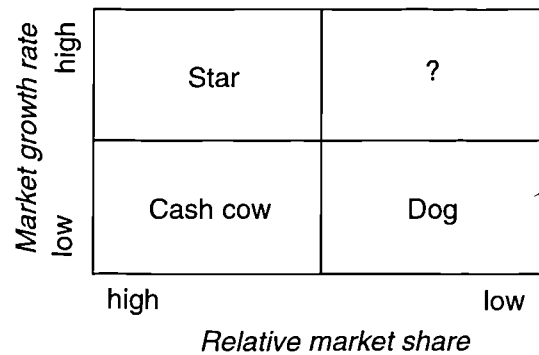 Market growth rate
high
low
Star
?
Cash cow
Dog
high
low
Relative market share